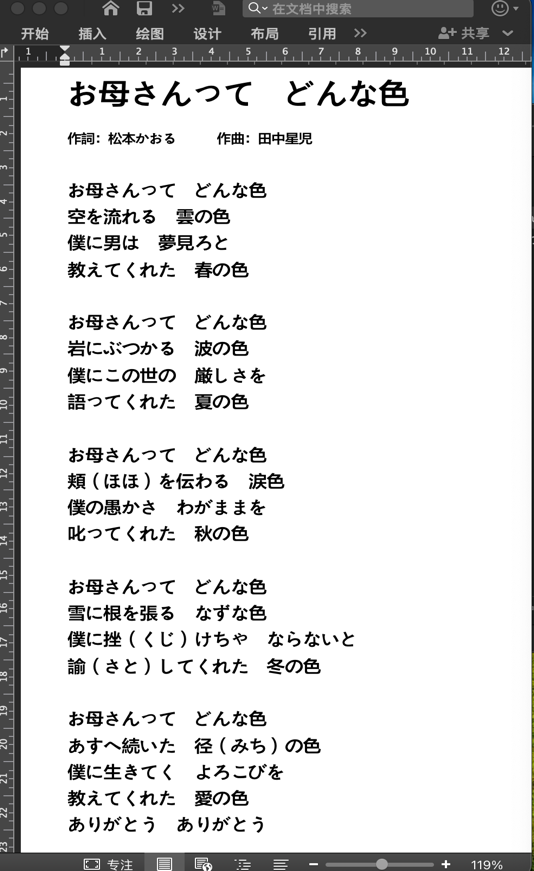 在文档中搜索
开始 插入 绘图 设计 布局 引用 >> 共享
1 1 2 3 4 5 6 7 8 9 10 11 12
お母さんって　どんな色
作詞：松本かおる　　作曲：田中星児
お母さんって　どんな色
空を流れる　雲の色
僕に男は　夢見ろと
教えてくれた　春の色
お母さんって　どんな色
岩にぶつかる　波の色
僕にこの世の　厳しさを
語ってくれた　夏の色
お母さんって　どんな色
頬（ほほ）を伝わる　涙色
僕の愚かさ　わがままを
叱ってくれた　秋の色
お母さんって　どんな色
雪に根を張る　なずな色
僕に挫（くじ）けちゃ　ならないと
諭（さと）してくれた　冬の色
お母さんって　どんな色
あすへ続いた　径（みち）の色
僕に生きてく　よろこびを
教えてくれた　愛の色
ありがとう　ありがとう
专注 119%